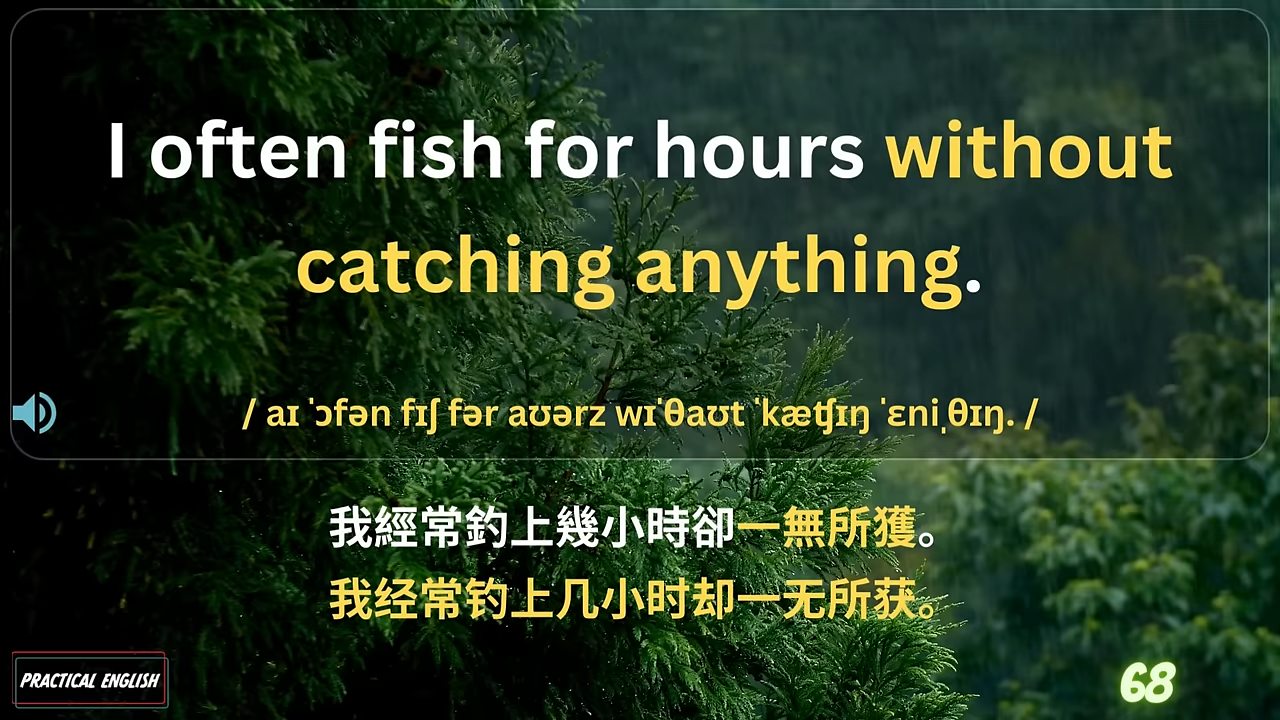 I often fish for hours without
catching anything.
/ aɪ ˈɔfən fɪʃ fər aʊərz wɪˈθaʊt ˈkæʧɪŋ ˈɛniˌθɪŋ. /
我經常釣上幾小時卻一無所獲。
我经常钓上几小时却一无所获。
PRACTICAL ENGLISH
68